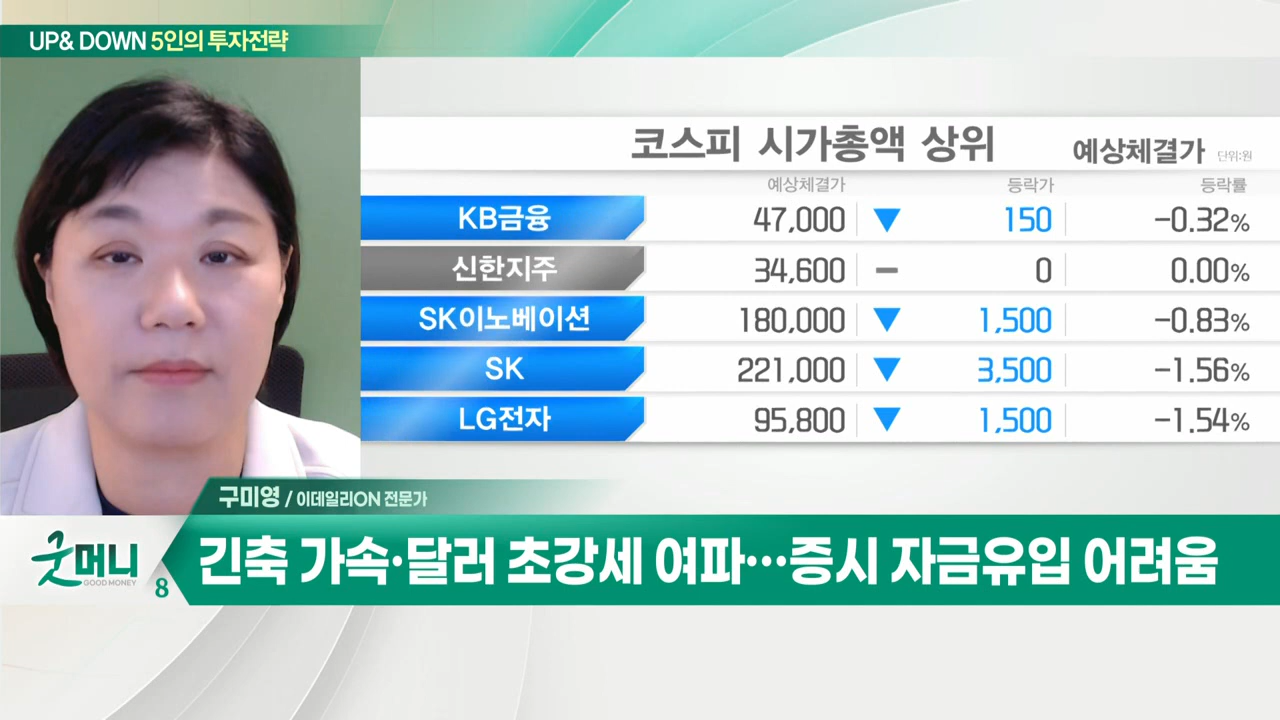 UP& DOWN 5인의 투자전략
코스피 시가총액 상위 예상체결가 단위:원
예상체결가 등락가 등락률
KB금융 47,000 ▼ 150 -0.32%
신한지주 34,600 - 0 0.00%
SK이노베이션 180,000 ▼ 1,500 -0.83%
SK 221,000 ▼ 3,500 -1.56%
LG전자 95,800 ▼ 1,500 -1.54%
구미영 / 이데일리ON 전문가
굿머니 GOOD MONEY 8
긴축 가속·달러 초강세 여파…증시 자금유입 어려움